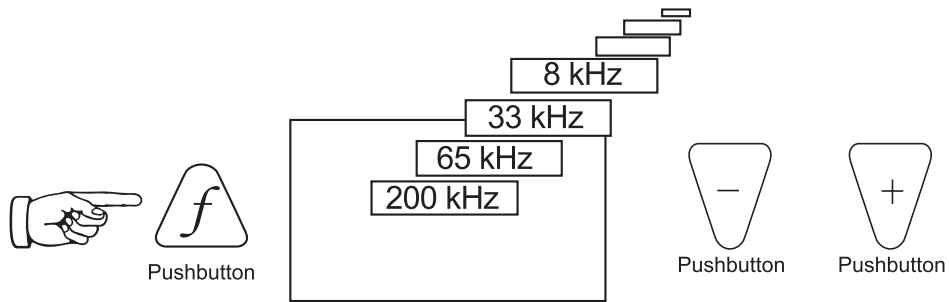 8 kHz
33 kHz
65 kHz
200 kHz
f
Pushbutton
−
Pushbutton
+
Pushbutton